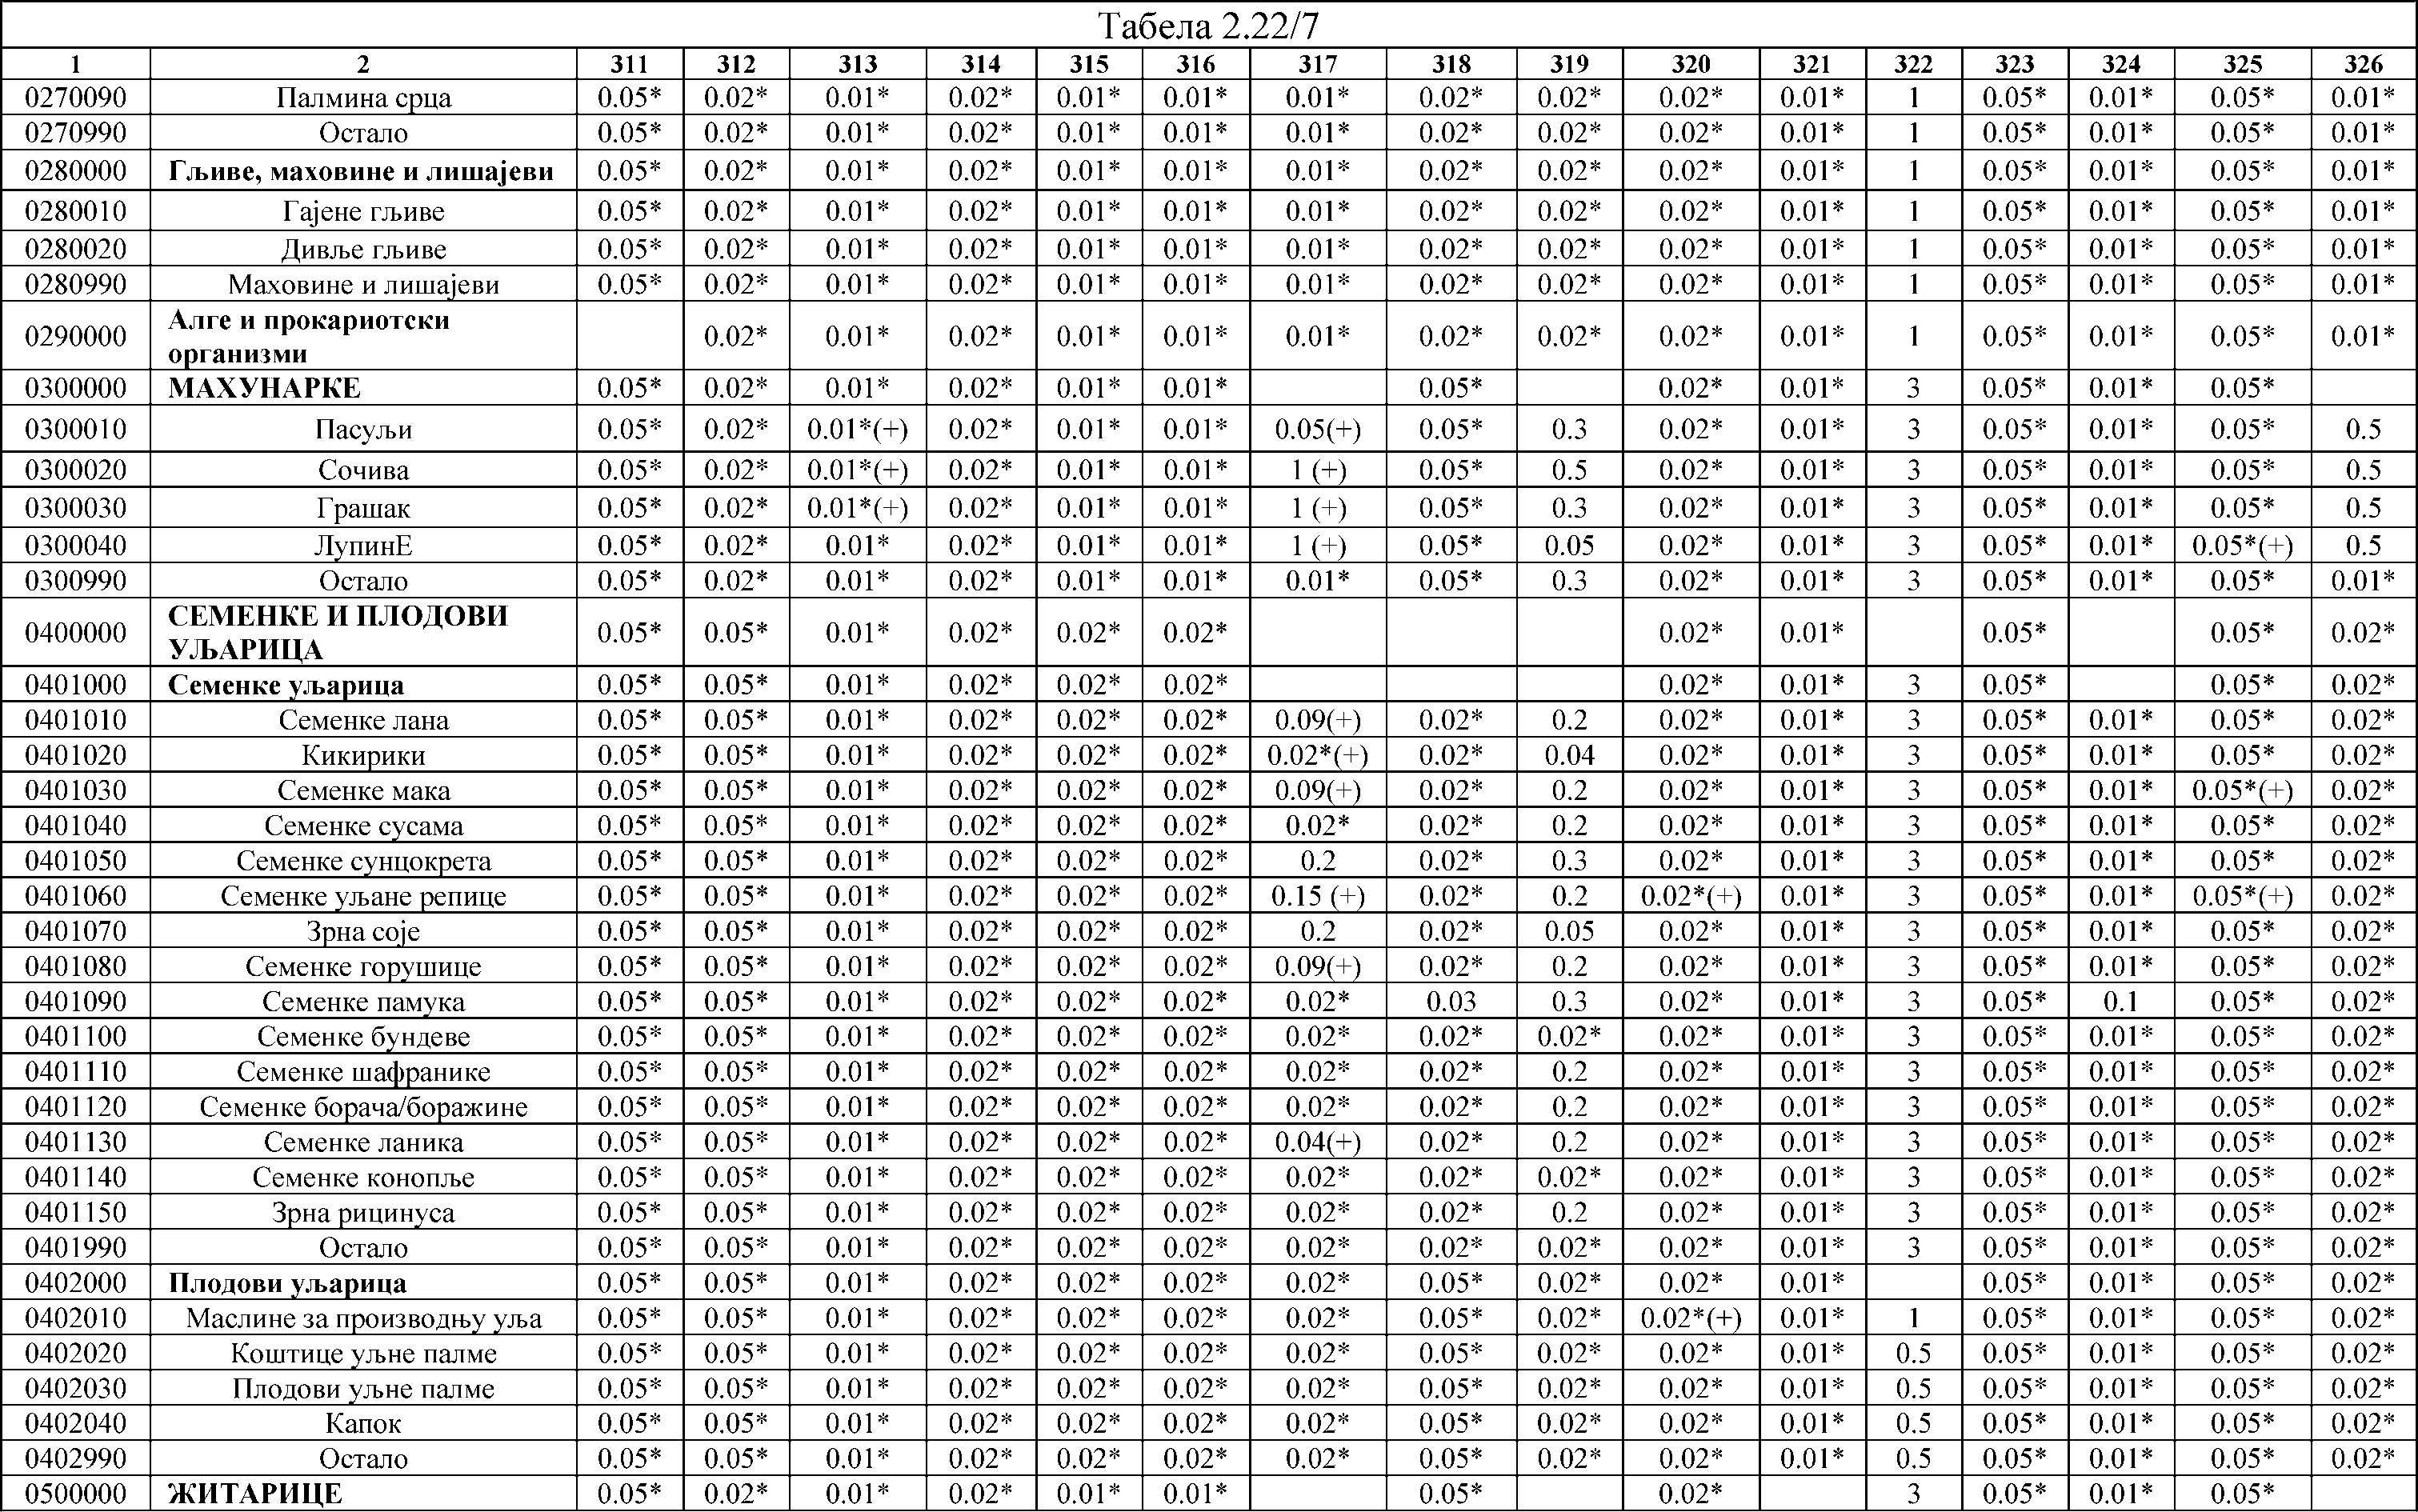 Табела 2.22/7
1 2 311 312 313 314 315 316 317 318 319 320 321 322 323 324 325 326
0270090 Палмина срца 0.05* 0.02* 0.01* 0.02* 0.01* 0.01* 0.01* 0.02* 0.02* 0.02* 0.01* 1 0.05* 0.01* 0.05* 0.01*
0270990 Остало 0.05* 0.02* 0.01* 0.02* 0.01* 0.01* 0.01* 0.02* 0.02* 0.02* 0.01* 1 0.05* 0.01* 0.05* 0.01*
0280000 Гљиве, маховине и лишајеви 0.05* 0.02* 0.01* 0.02* 0.01* 0.01* 0.01* 0.02* 0.02* 0.02* 0.01* 1 0.05* 0.01* 0.05* 0.01*
0280010 Гајене гљиве 0.05* 0.02* 0.01* 0.02* 0.01* 0.01* 0.01* 0.02* 0.02* 0.02* 0.01* 1 0.05* 0.01* 0.05* 0.01*
0280020 Дивље гљиве 0.05* 0.02* 0.01* 0.02* 0.01* 0.01* 0.01* 0.02* 0.02* 0.02* 0.01* 1 0.05* 0.01* 0.05* 0.01*
0280990 Маховине и лишајеви 0.05* 0.02* 0.01* 0.02* 0.01* 0.01* 0.01* 0.02* 0.02* 0.02* 0.01* 1 0.05* 0.01* 0.05* 0.01*
0290000 Алге и прокариотски
организми 0.02* 0.01* 0.02* 0.01* 0.01* 0.01* 0.02* 0.02* 0.02* 0.01* 1 0.05* 0.01* 0.05* 0.01*
0300000 МАХУНАРКЕ 0.05* 0.02* 0.01* 0.02* 0.01* 0.01* 0.05* 0.02* 0.01* 3 0.05* 0.01* 0.05*
0300010 Пасуљи 0.05* 0.02* 0.01*(+) 0.02* 0.01* 0.01* 0.05(+) 0.05* 0.3 0.02* 0.01* 3 0.05* 0.01* 0.05* 0.5
0300020 Сочива 0.05* 0.02* 0.01*(+) 0.02* 0.01* 0.01* 1 (+) 0.05* 0.5 0.02* 0.01* 3 0.05* 0.01* 0.05* 0.5
0300030 Грашак 0.05* 0.02* 0.01*(+) 0.02* 0.01* 0.01* 1 (+) 0.05* 0.3 0.02* 0.01* 3 0.05* 0.01* 0.05* 0.5
0300040 ЛупинЕ 0.05* 0.02* 0.01* 0.02* 0.01* 0.01* 1 (+) 0.05* 0.05 0.02* 0.01* 3 0.05* 0.01* 0.05*(+) 0.5
0300990 Остало 0.05* 0.02* 0.01* 0.02* 0.01* 0.01* 0.01* 0.05* 0.3 0.02* 0.01* 3 0.05* 0.01* 0.05* 0.01*
0400000 СЕМЕНКЕ И ПЛОДОВИ
УЉАРИЦА 0.05* 0.05* 0.01* 0.02* 0.02* 0.02* 0.02* 0.01* 0.05* 0.05* 0.02*
0401000 Семенке уљарица 0.05* 0.05* 0.01* 0.02* 0.02* 0.02* 0.02* 0.01* 3 0.05* 0.05* 0.02*
0401010 Семенке лана 0.05* 0.05* 0.01* 0.02* 0.02* 0.02* 0.09(+) 0.02* 0.2 0.02* 0.01* 3 0.05* 0.01* 0.05* 0.02*
0401020 Кикирики 0.05* 0.05* 0.01* 0.02* 0.02* 0.02* 0.02*(+) 0.02* 0.04 0.02* 0.01* 3 0.05* 0.01* 0.05* 0.02*
0401030 Семенке мака 0.05* 0.05* 0.01* 0.02* 0.02* 0.02* 0.09(+) 0.02* 0.2 0.02* 0.01* 3 0.05* 0.01* 0.05*(+) 0.02*
0401040 Семенке сусама 0.05* 0.05* 0.01* 0.02* 0.02* 0.02* 0.02* 0.02* 0.2 0.02* 0.01* 3 0.05* 0.01* 0.05* 0.02*
0401050 Семенке сунцокрета 0.05* 0.05* 0.01* 0.02* 0.02* 0.02* 0.2 0.02* 0.3 0.02* 0.01* 3 0.05* 0.01* 0.05* 0.02*
0401060 Семенке уљане репице 0.05* 0.05* 0.01* 0.02* 0.02* 0.02* 0.15 (+) 0.02* 0.2 0.02*(+) 0.01* 3 0.05* 0.01* 0.05*(+) 0.02*
0401070 Зрна соје 0.05* 0.05* 0.01* 0.02* 0.02* 0.02* 0.2 0.02* 0.05 0.02* 0.01* 3 0.05* 0.01* 0.05* 0.02*
0401080 Семенке горушице 0.05* 0.05* 0.01* 0.02* 0.02* 0.02* 0.09(+) 0.02* 0.2 0.02* 0.01* 3 0.05* 0.01* 0.05* 0.02*
0401090 Семенке памука 0.05* 0.05* 0.01* 0.02* 0.02* 0.02* 0.02* 0.03 0.3 0.02* 0.01* 3 0.05* 0.1 0.05* 0.02*
0401100 Семенке бундеве 0.05* 0.05* 0.01* 0.02* 0.02* 0.02* 0.02* 0.02* 0.02* 0.02* 0.01* 3 0.05* 0.01* 0.05* 0.02*
0401110 Семенке шафранике 0.05* 0.05* 0.01* 0.02* 0.02* 0.02* 0.02* 0.02* 0.2 0.02* 0.01* 3 0.05* 0.01* 0.05* 0.02*
0401120 Семенке борача/боражине 0.05* 0.05* 0.01* 0.02* 0.02* 0.02* 0.02* 0.02* 0.2 0.02* 0.01* 3 0.05* 0.01* 0.05* 0.02*
0401130 Семенке ланика 0.05* 0.05* 0.01* 0.02* 0.02* 0.02* 0.04(+) 0.02* 0.2 0.02* 0.01* 3 0.05* 0.01* 0.05* 0.02*
0401140 Семенке конопље 0.05* 0.05* 0.01* 0.02* 0.02* 0.02* 0.02* 0.02* 0.02* 0.02* 0.01* 3 0.05* 0.01* 0.05* 0.02*
0401150 Зрна рицинуса 0.05* 0.05* 0.01* 0.02* 0.02* 0.02* 0.02* 0.02* 0.2 0.02* 0.01* 3 0.05* 0.01* 0.05* 0.02*
0401990 Остало 0.05* 0.05* 0.01* 0.02* 0.02* 0.02* 0.02* 0.02* 0.02* 0.02* 0.01* 3 0.05* 0.01* 0.05* 0.02*
0402000 Плодови уљарица 0.05* 0.05* 0.01* 0.02* 0.02* 0.02* 0.02* 0.05* 0.02* 0.02* 0.01* 0.05* 0.01* 0.05* 0.02*
0402010 Маслине за производњу уља 0.05* 0.05* 0.01* 0.02* 0.02* 0.02* 0.02* 0.05* 0.02* 0.02*(+) 0.01* 1 0.05* 0.01* 0.05* 0.02*
0402020 Коштице уљне палме 0.05* 0.05* 0.01* 0.02* 0.02* 0.02* 0.02* 0.05* 0.02* 0.02* 0.01* 0.5 0.05* 0.01* 0.05* 0.02*
0402030 Плодови уљне палме 0.05* 0.05* 0.01* 0.02* 0.02* 0.02* 0.02* 0.05* 0.02* 0.02* 0.01* 0.5 0.05* 0.01* 0.05* 0.02*
0402040 Капок 0.05* 0.05* 0.01* 0.02* 0.02* 0.02* 0.02* 0.05* 0.02* 0.02* 0.01* 0.5 0.05* 0.01* 0.05* 0.02*
0402990 Остало 0.05* 0.05* 0.01* 0.02* 0.02* 0.02* 0.02* 0.05* 0.02* 0.02* 0.01* 0.5 0.05* 0.01* 0.05* 0.02*
0500000 ЖИТАРИЦЕ 0.05* 0.02* 0.01* 0.02* 0.01* 0.01* 0.05* 0.02* 3 0.05* 0.01* 0.05*